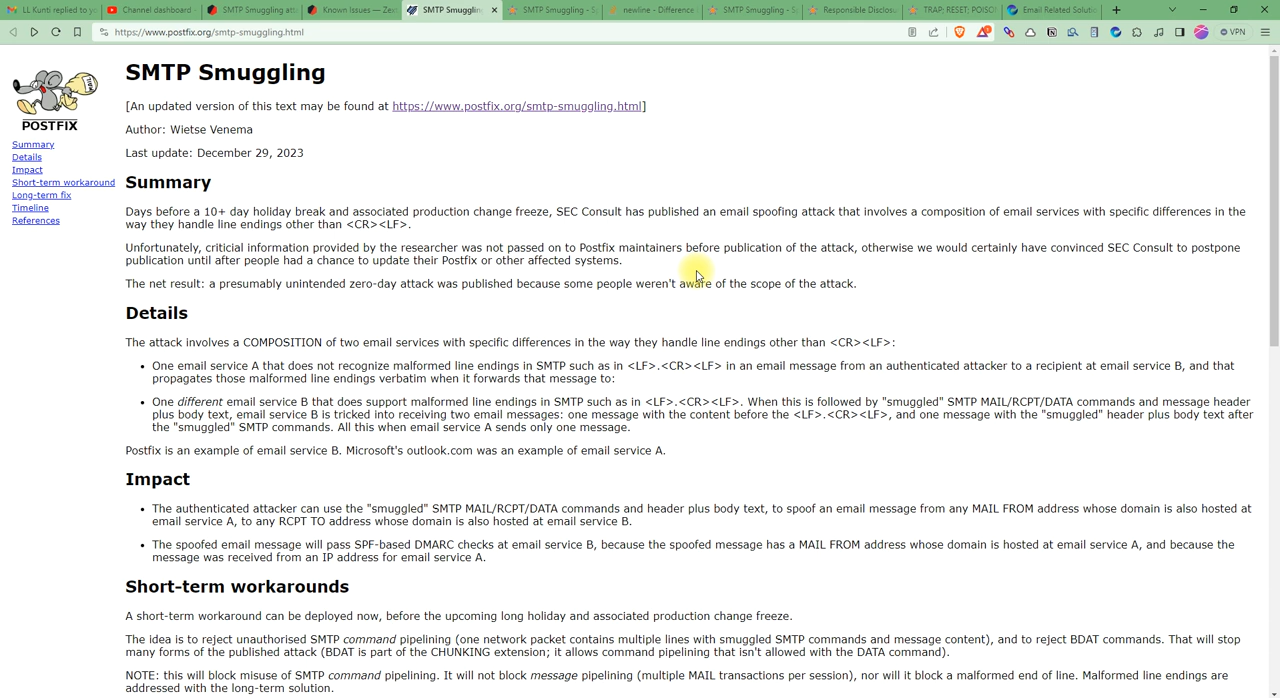 LL Kunti replied to yo
Channel dashboard -
SMTP Smuggling att
Known Issues — Zex
SMTP Smugglin
SMTP Smuggling - S
newline - Difference
SMTP Smuggling - S
Responsible Disclosu
TRAP; RESET; POISON
Email Related Soluti
https://www.postfix.org/smtp-smuggling.html
VPN
POSTFIX
Summary
Details
Impact
Short-term workaround
Long-term fix
Timeline
References
SMTP Smuggling
[An updated version of this text may be found at https://www.postfix.org/smtp-smuggling.html]
Author: Wietse Venema
Last update: December 29, 2023
Summary
Days before a 10+ day holiday break and associated production change freeze, SEC Consult has published an email spoofing attack that involves a composition of email services with specific differences in the
way they handle line endings other than <CR><LF>.
Unfortunately, criticial information provided by the researcher was not passed on to Postfix maintainers before publication of the attack, otherwise we would certainly have convinced SEC Consult to postpone
publication until after people had a chance to update their Postfix or other affected systems.
The net result: a presumably unintended zero-day attack was published because some people weren't aware of the scope of the attack.
Details
The attack involves a COMPOSITION of two email services with specific differences in the way they handle line endings other than <CR><LF>:
• One email service A that does not recognize malformed line endings in SMTP such as in <LF>.<CR><LF> in an email message from an authenticated attacker to a recipient at email service B, and that
propagates those malformed line endings verbatim when it forwards that message to:
• One different email service B that does support malformed line endings in SMTP such as in <LF>.<CR><LF>. When this is followed by "smuggled" SMTP MAIL/RCPT/DATA commands and message header
plus body text, email service B is tricked into receiving two email messages: one message with the content before the <LF>.<CR><LF>, and one message with the "smuggled" header plus body text after
the "smuggled" SMTP commands. All this when email service A sends only one message.
Postfix is an example of email service B. Microsoft's outlook.com was an example of email service A.
Impact
• The authenticated attacker can use the "smuggled" SMTP MAIL/RCPT/DATA commands and header plus body text, to spoof an email message from any MAIL FROM address whose domain is also hosted at
email service A, to any RCPT TO address whose domain is also hosted at email service B.
• The spoofed email message will pass SPF-based DMARC checks at email service B, because the spoofed message has a MAIL FROM address whose domain is hosted at email service A, and because the
message was received from an IP address for email service A.
Short-term workarounds
A short-term workaround can be deployed now, before the upcoming long holiday and associated production change freeze.
The idea is to reject unauthorised SMTP command pipelining (one network packet contains multiple lines with smuggled SMTP commands and message content), and to reject BDAT commands. That will stop
many forms of the published attack (BDAT is part of the CHUNKING extension; it allows command pipelining that isn't allowed with the DATA command).
NOTE: this will block misuse of SMTP command pipelining. It will not block message pipelining (multiple MAIL transactions per session), nor will it block a malformed end of line. Malformed line endings are
addressed with the long-term solution.